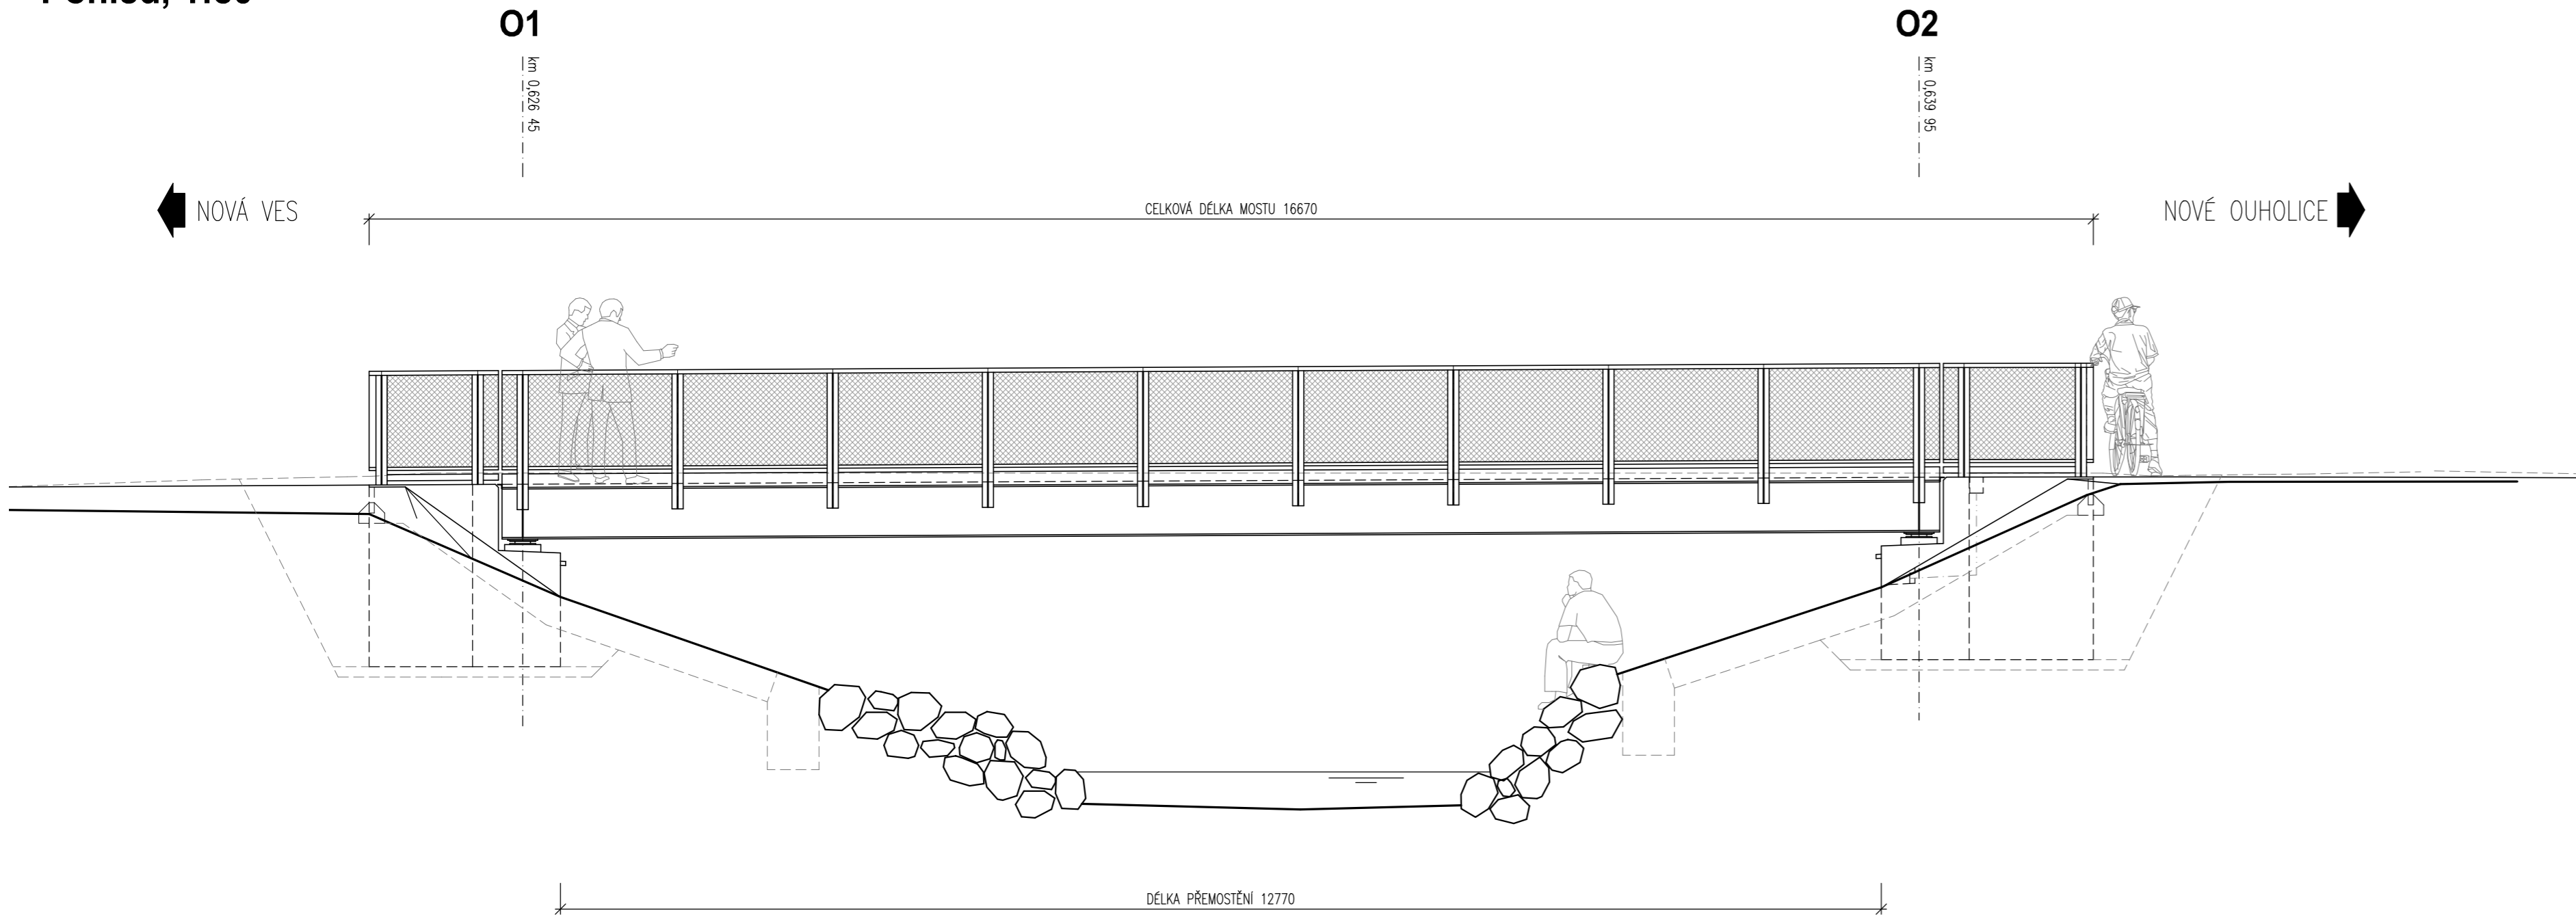 O1
O2
km 0,626 45
km 0,639 95
NOVÁ VES
CELKOVÁ DÉLKA MOSTU 16670
NOVÉ OUHOLICE
DÉLKA PŘEMOSTĚNÍ 12770